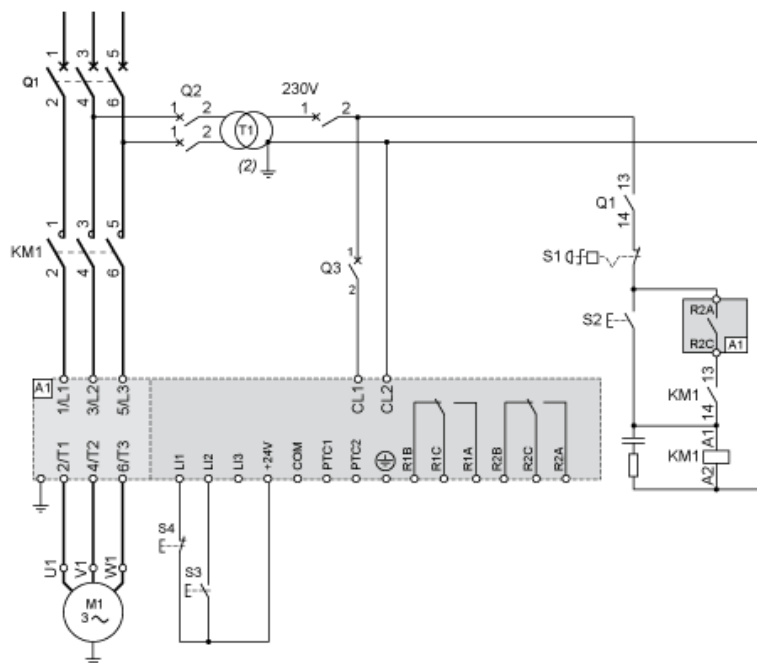 1 3 5
Q1
2 4 6
Q2
1 2
1 2
T1
(2)
230V
1 2
1 3 5
KM1
2 4 6
Q3
1
2
13
Q1
14
S1
S2
R2A
R2C
A1
13
KM1
14
A1
KM1
A2
A1
1/L1 3/L2 5/L3
CL1 CL2
2/T1 4/T2 6/T3
LI1 LI2 LI3 +24V COM PTC1 PTC2 R1B R1C R1A R2B R2C R2A
S4
S3
U1 V1 W1
M1
3